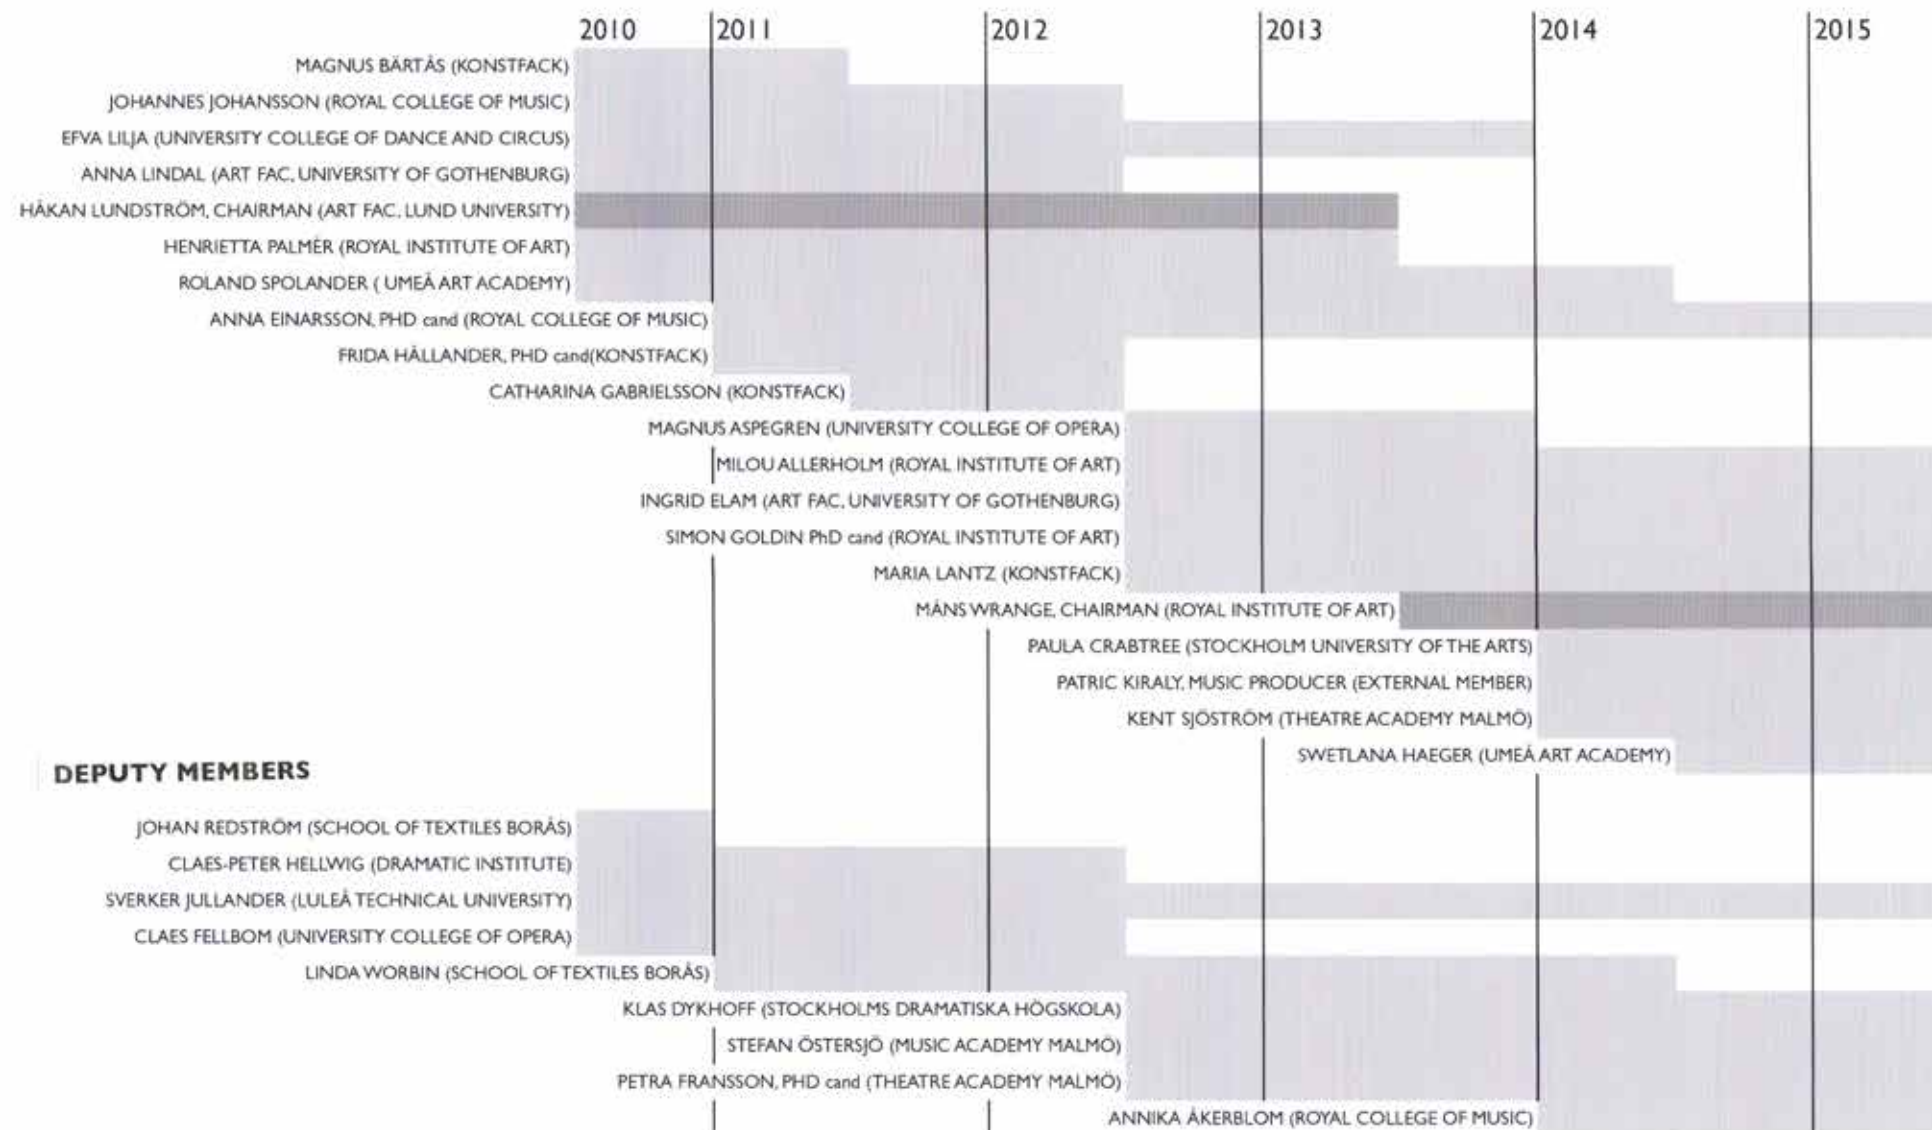 2010 2011 2012 2013 2014 2015
MAGNUS BÄRTÅS (KONSTFACK)
JOHANNES JOHANSSON (ROYAL COLLEGE OF MUSIC)
EFVA LILJA (UNIVERSITY COLLEGE OF DANCE AND CIRCUS)
ANNA LINDAL (ART FAC, UNIVERSITY OF GOTHENBURG)
HÅKAN LUNDSTRÖM, CHAIRMAN (ART FAC, LUND UNIVERSITY)
HENRIETTA PALMÉR (ROYAL INSTITUTE OF ART)
ROLAND SPOLANDER ( UMEÅ ART ACADEMY)
ANNA EINARSSON, PHD cand (ROYAL COLLEGE OF MUSIC)
FRIDA HÅLLANDER, PHD cand(KONSTFACK)
CATHARINA GABRIELSSON (KONSTFACK)
MAGNUS ASPEGREN (UNIVERSITY COLLEGE OF OPERA)
MILOU ALLERHOLM (ROYAL INSTITUTE OF ART)
INGRID ELAM (ART FAC, UNIVERSITY OF GOTHENBURG)
SIMON GOLDIN PhD cand (ROYAL INSTITUTE OF ART)
MARIA LANTZ (KONSTFACK)
MÅNS WRANGE, CHAIRMAN (ROYAL INSTITUTE OF ART)
PAULA CRABTREE (STOCKHOLM UNIVERSITY OF THE ARTS)
PATRIC KIRALY, MUSIC PRODUCER (EXTERNAL MEMBER)
KENT SJÖSTRÖM (THEATRE ACADEMY MALMÖ)
SWETLANA HAEGER (UMEÅ ART ACADEMY)
DEPUTY MEMBERS
JOHAN REDSTRÖM (SCHOOL OF TEXTILES BORÅS)
CLAES-PETER HELLWIG (DRAMATIC INSTITUTE)
SVERKER JULLANDER (LULEÅ TECHNICAL UNIVERSITY)
CLAES FELLBOM (UNIVERSITY COLLEGE OF OPERA)
LINDA WORBIN (SCHOOL OF TEXTILES BORÅS)
KLAS DYKHOFF (STOCKHOLMS DRAMATISKA HÖGSKOLA)
STEFAN ÖSTERSJÖ (MUSIC ACADEMY MALMÖ)
PETRA FRANSSON, PHD cand (THEATRE ACADEMY MALMÖ)
ANNIKA ÅKERBLOM (ROYAL COLLEGE OF MUSIC)